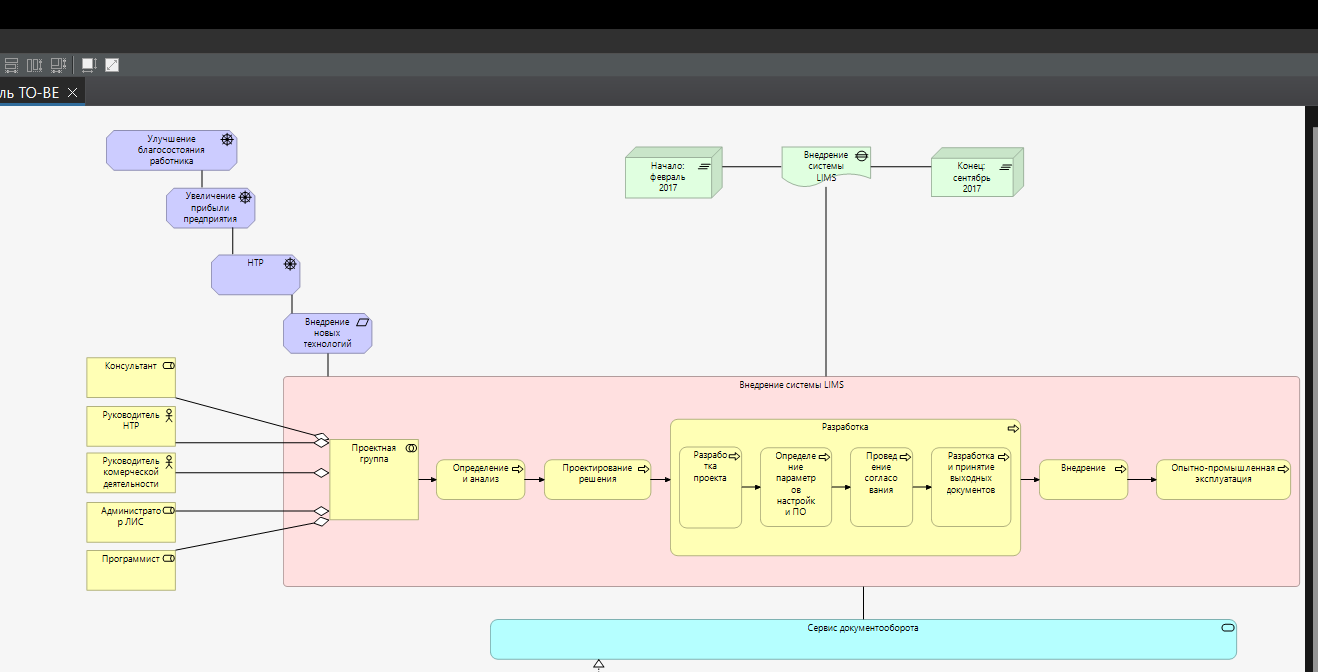 ль TO-BE
Улучшение
благосостояния
работника
Увеличение
прибыли
предприятия
НТР
Внедрение
новых
технологий
Начало:
февраль
2017
Внедрение
системы
LIMS
Конец:
сентябрь
2017
Консультант
Руководитель
НТР
Руководитель
комерческой
деятельности
Администрато
р ЛИС
Программист
Внедрение системы LIMS
Проектная
группа
Определение
и анализ
Проектирование
решения
Разработка
Разрабо
тка
проекта
Определе
ние
параметр
ов
настройк
и ПО
Провед
ение
согласо
вания
Разработка
и принятие
выходных
документов
Внедрение
Опытно-промышленная
эксплуатация
Сервис документооборота